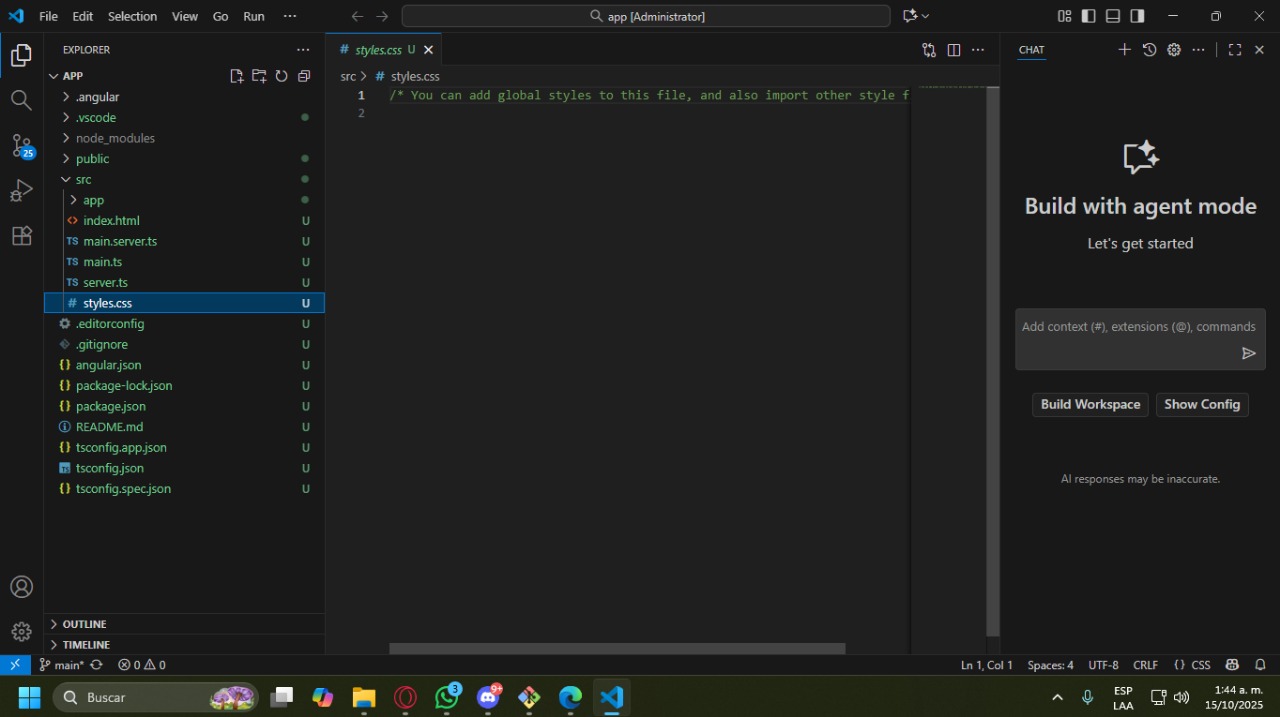 File Edit Selection View Go Run
app [Administrator]
EXPLORER
APP
.angular
.vscode
node_modules
public
src
app
index.html U
main.server.ts U
main.ts U
server.ts U
styles.css U
.editorconfig U
.gitignore U
angular.json U
package-lock.json U
package.json U
README.md U
tsconfig.app.json U
tsconfig.json U
tsconfig.spec.json U
OUTLINE
TIMELINE
25
styles.css U
src > # styles.css
1 /* You can add global styles to this file, and also import other style f
2
CHAT
Build with agent mode
Let's get started
Add context (#), extensions (@), commands
Build Workspace Show Config
AI responses may be inaccurate.
main* 0 0 Ln 1, Col 1 Spaces: 4 UTF-8 CRLF {} CSS
Buscar
3
9+
ESP
LAA
1:44 a. m.
15/10/2025